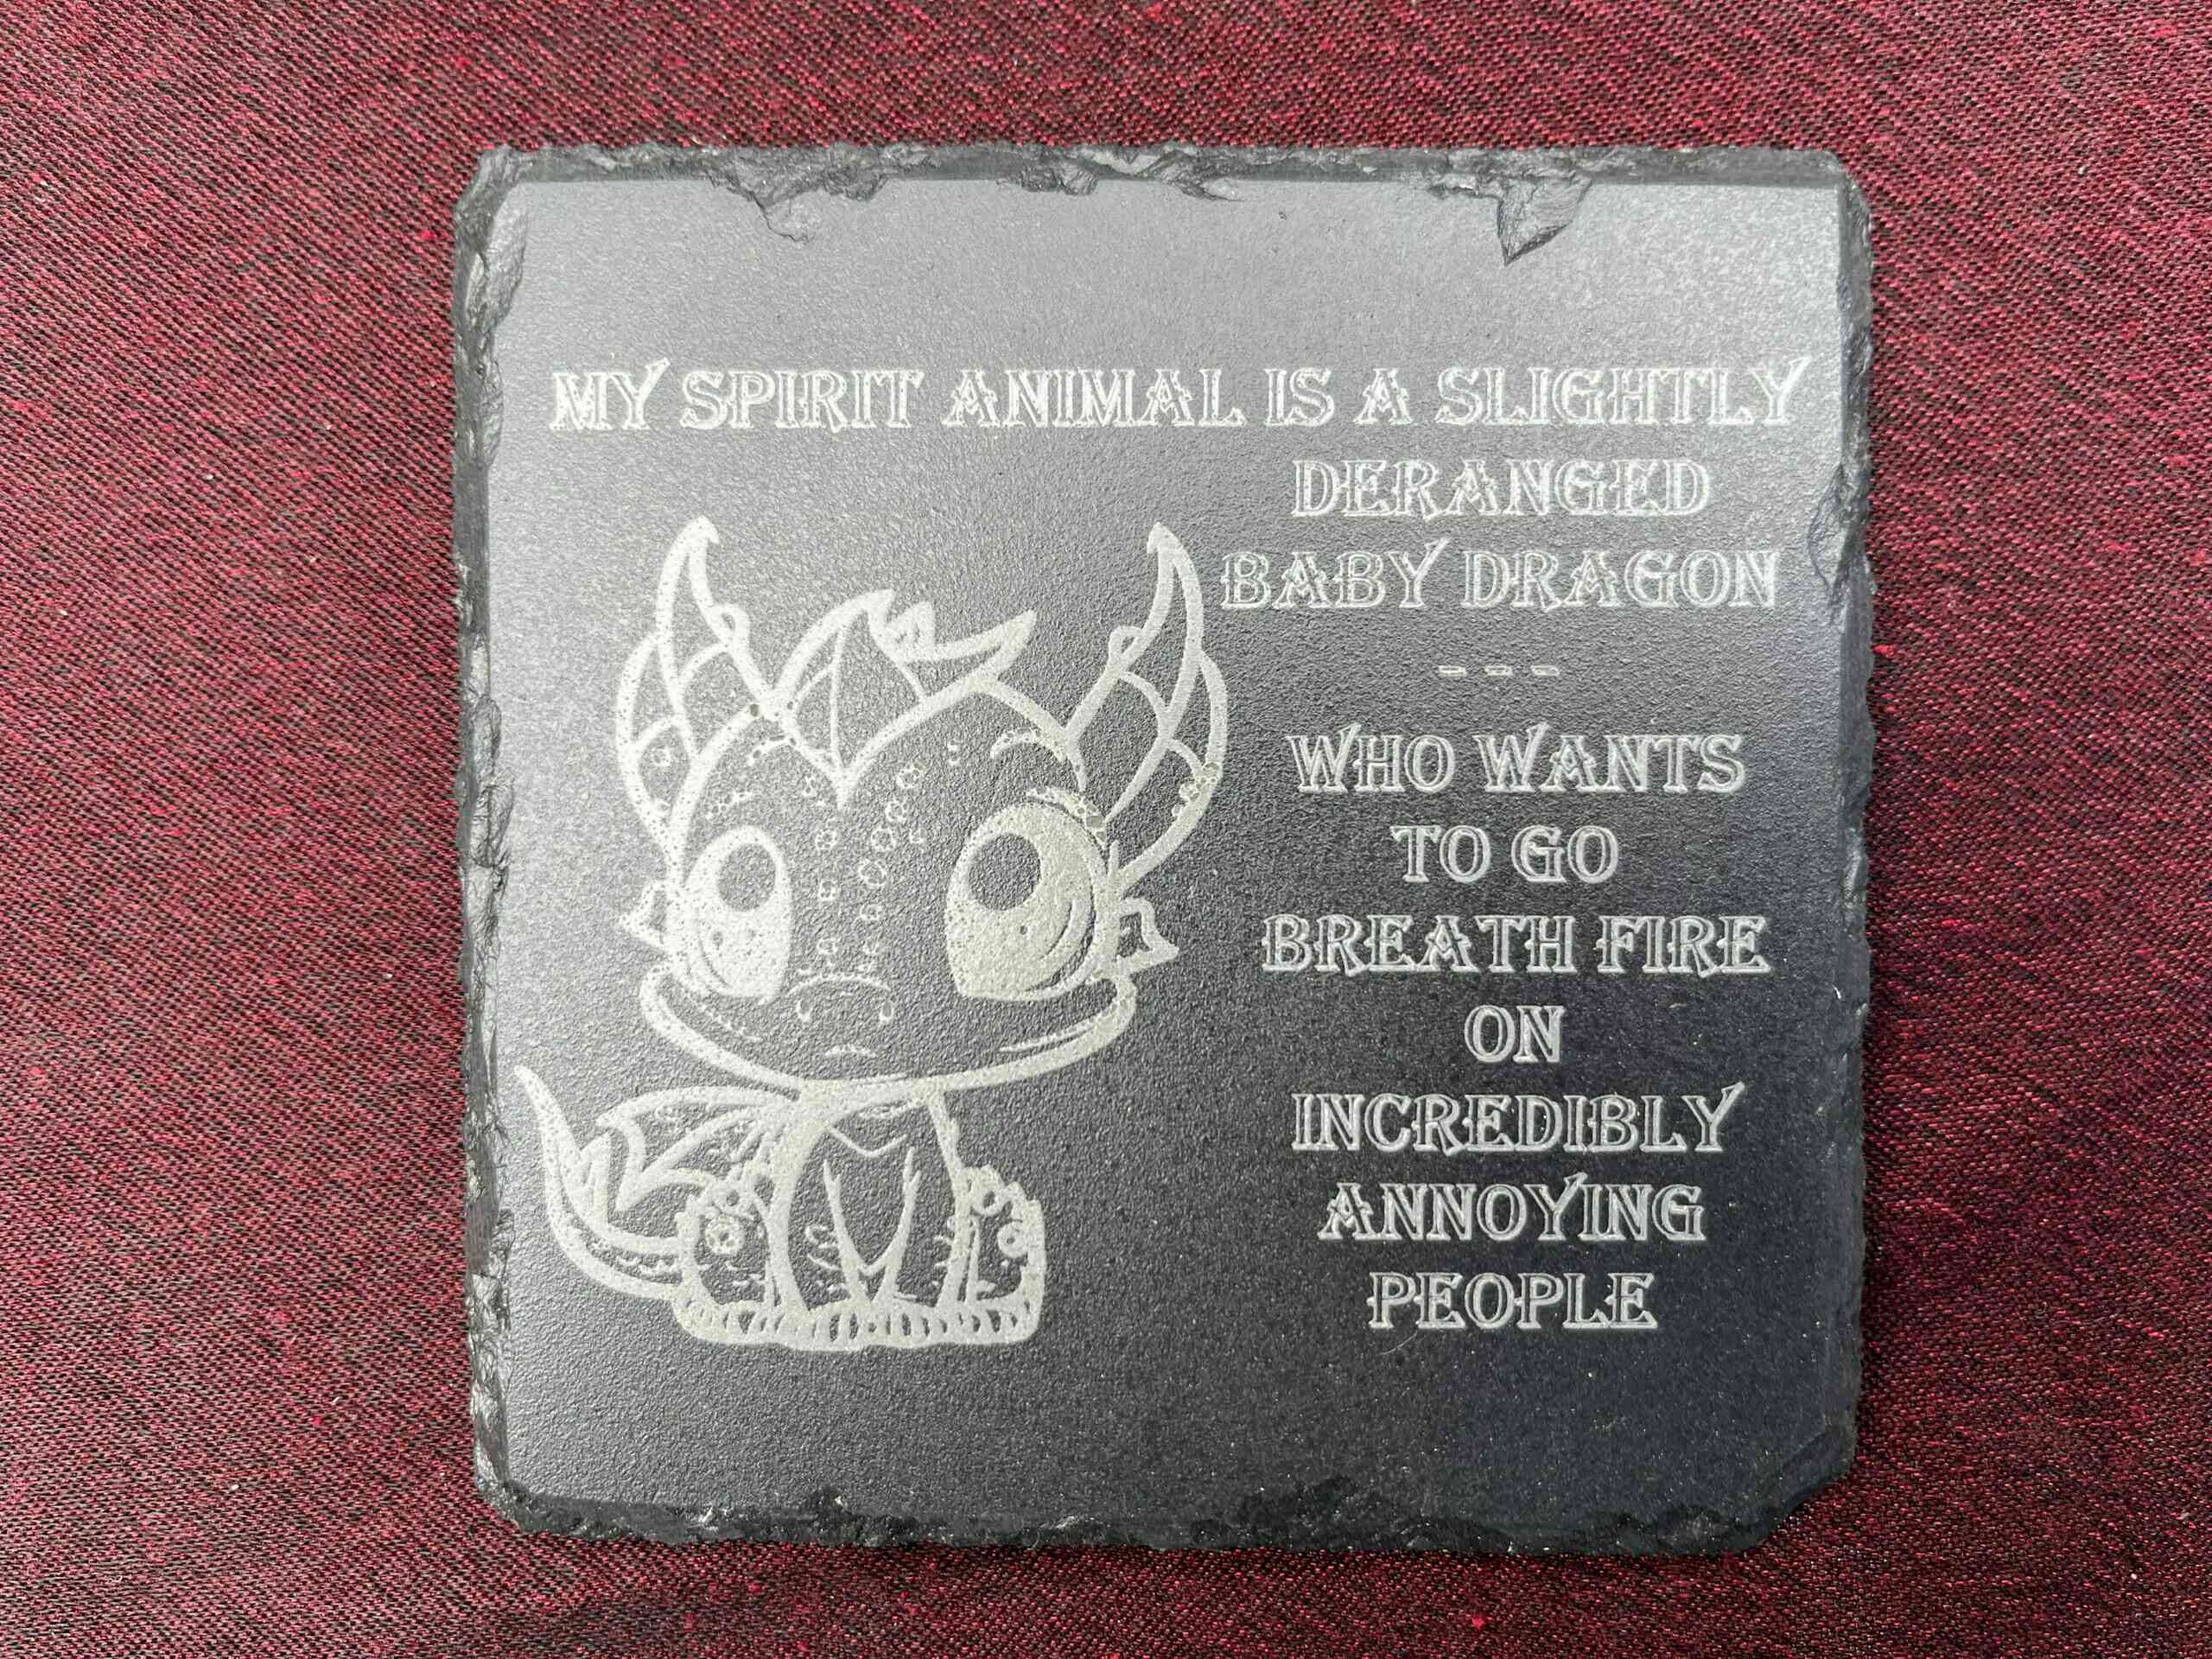 MY SPIRIT ANIMAL IS A SLIGHTLY
DERANGED
BABY DRAGON
---
WHO WANTS
TO GO
BREATH FIRE
ON
INCREDIBLY
ANNOYING
PEOPLE